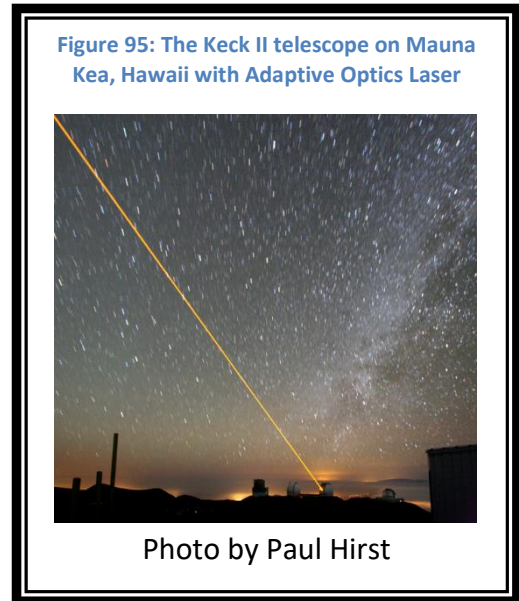 Figure 95: The Keck II telescope on Mauna
Kea, Hawaii with Adaptive Optics Laser
Photo by Paul Hirst